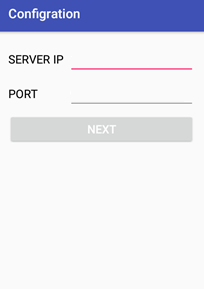 Configration
SERVER IP
PORT
NEXT